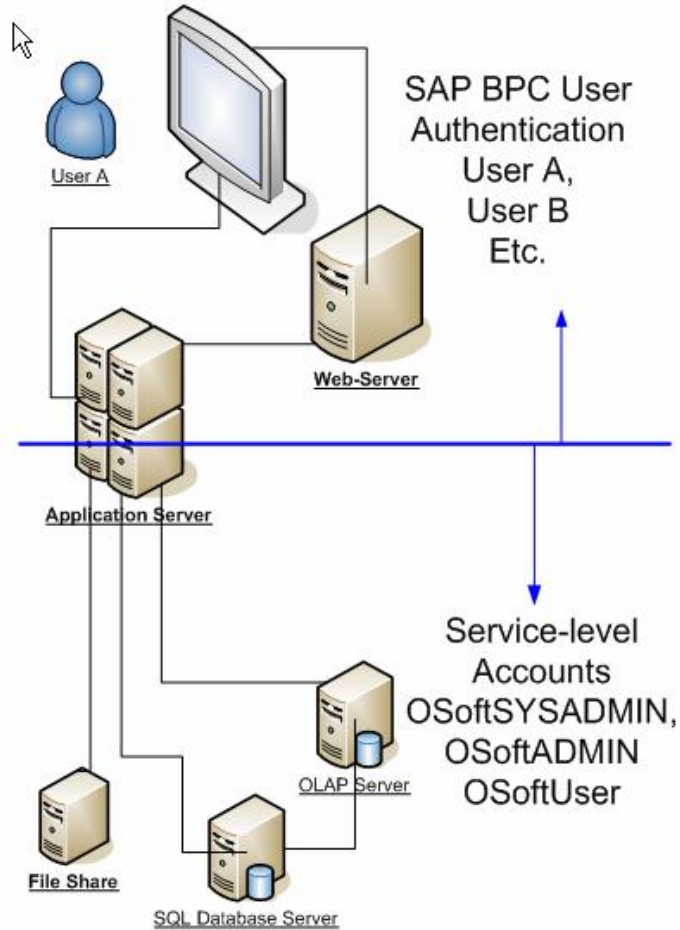 SAP BPC User
Authentication
User A,
User B
Etc.
User A
Web-Server
Application Server
Service-level
Accounts
OSoftSYSADMIN,
OSoftADMIN
OSoftUser
OLAP Server
File Share
SQL Database Server